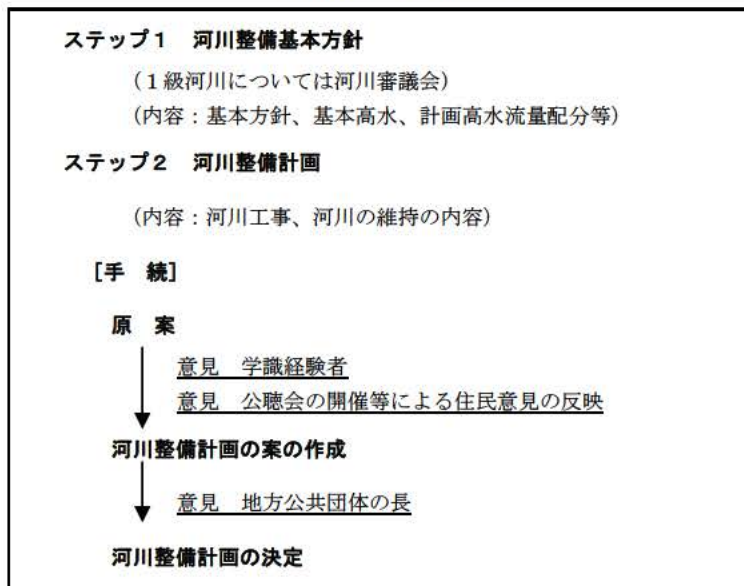 ステップ1 河川整備基本方針
(1級河川については河川審議会)
(内容:基本方針、基本高水、計画高水流量配分等)
ステップ2 河川整備計画
(内容:河川工事、河川の維持の内容)
[手 続]
原 案
意見 学識経験者
意見 公聴会の開催等による住民意見の反映
河川整備計画の案の作成
意見 地方公共団体の長
河川整備計画の決定